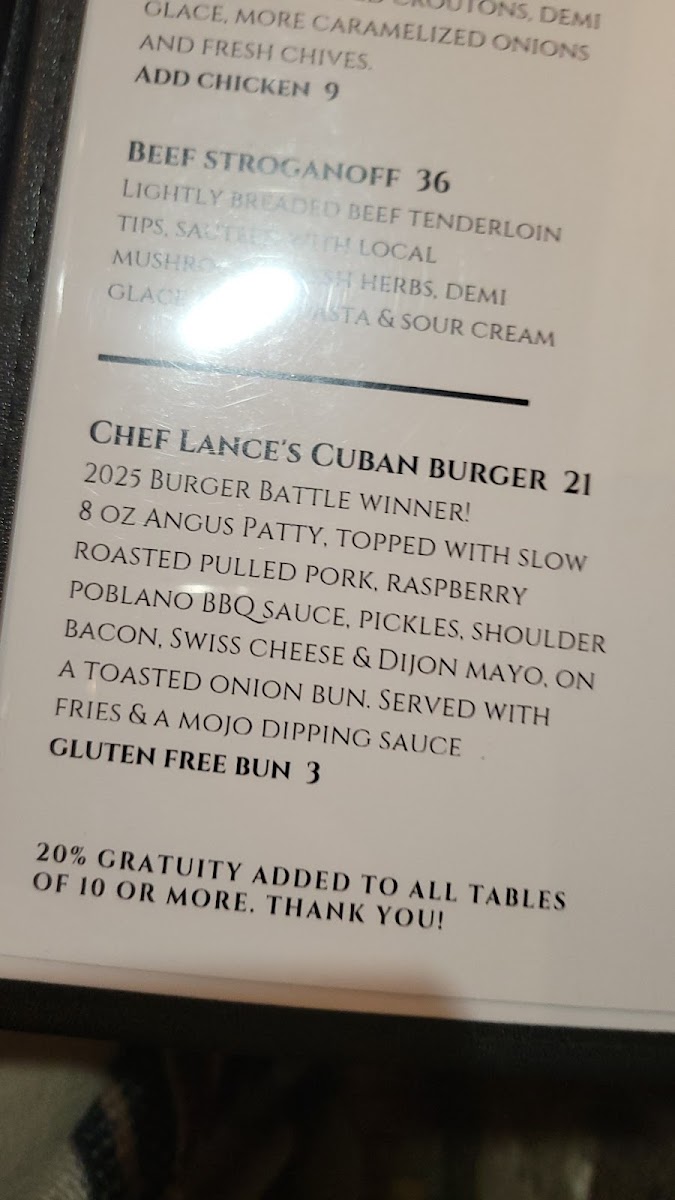 CROUTONS, DEMI
GLACE, MORE CARAMELIZED ONIONS
AND FRESH CHIVES.
ADD CHICKEN 9
BEEF STROGANOFF 36
LIGHTLY BREADED BEEF TENDERLOIN
TIPS, SAUTEED WITH LOCAL
HERBS, DEMI
GLACE PASTA & SOUR CREAM
CHEF LANCE'S CUBAN BURGER 21
2025 BURGER BATTLE WINNER!
8 OZ ANGUS PATTY, TOPPED WITH SLOW
ROASTED PULLED PORK, RASPBERRY
POBLANO BBQ SAUCE, PICKLES, SHOULDER
BACON, SWISS CHEESE & DIJON MAYO, ON
A TOASTED ONION BUN. SERVED WITH
FRIES & A MOJO DIPPING SAUCE
GLUTEN FREE BUN 3
20% GRATUITY ADDED TO ALL TABLES
OF 10 OR MORE. THANK YOU!